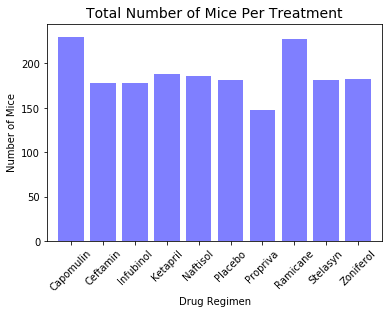 Total Number of Mice Per Treatment
Number of Mice
200
150
100
50
0
Capomulin
Ceftamin
Infubinol
Ketapril
Naftisol
Placebo
Propriva
Ramicane
Stelasyn
Zoniferol
Drug Regimen